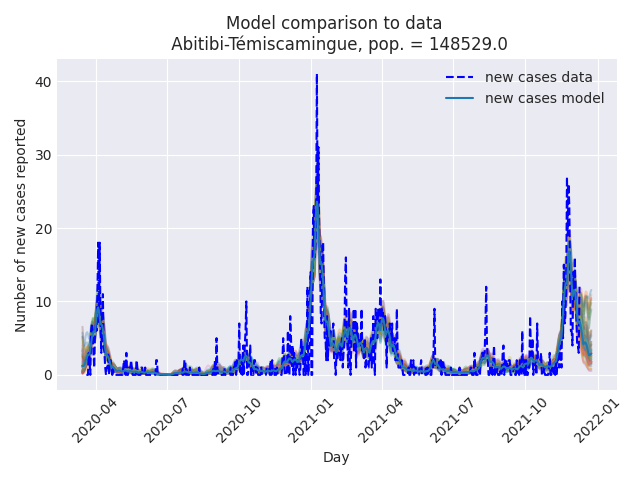 Model comparison to data
Abitibi-Témiscamingue, pop. = 148529.0
new cases data
new cases model
Number of new cases reported
40
30
20
10
0
2020-04
2020-07
2020-10
2021-01
2021-04
2021-07
2021-10
2022-01
Day